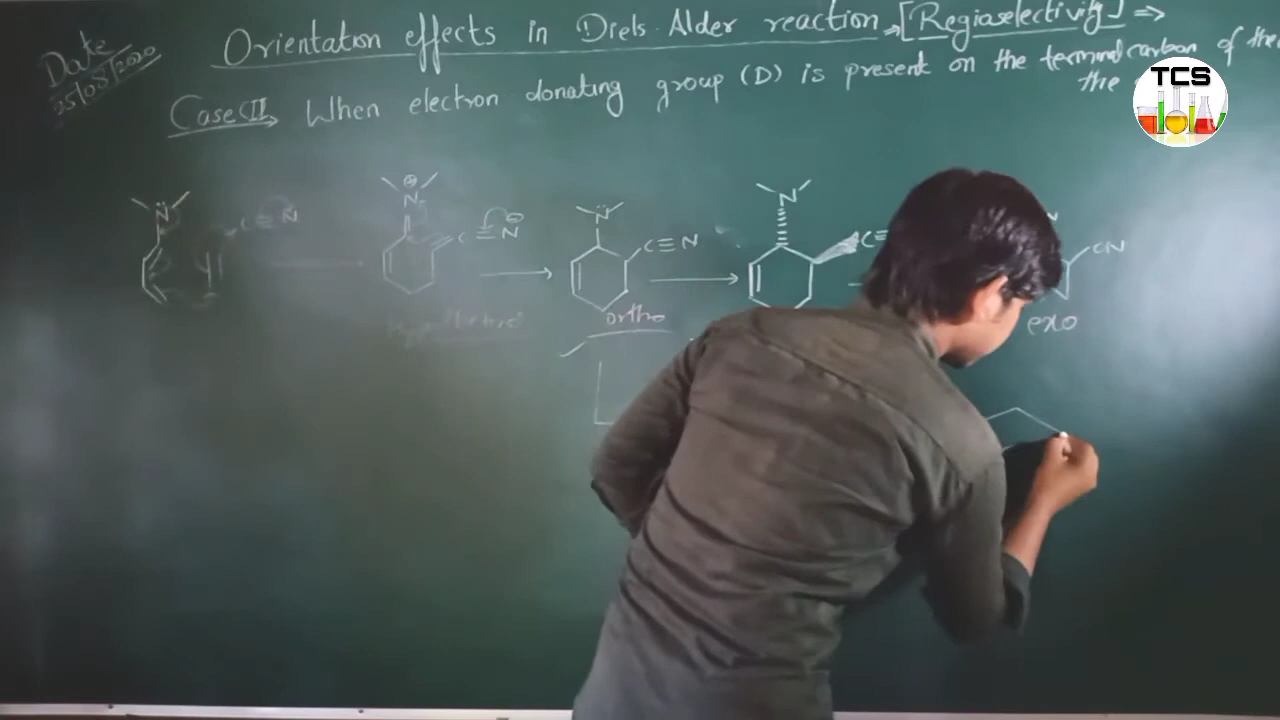 Date
25/08/2020
Orientation effects in Diels-Alder reaction → [Regiaselectivity] ⇒
Case II → When electron donating group (D) is present on the terminal carbon of the
the
TCS
N C≡N
⊕ N C≡N
N C≡N
N C≡
N CN
ortho
exo